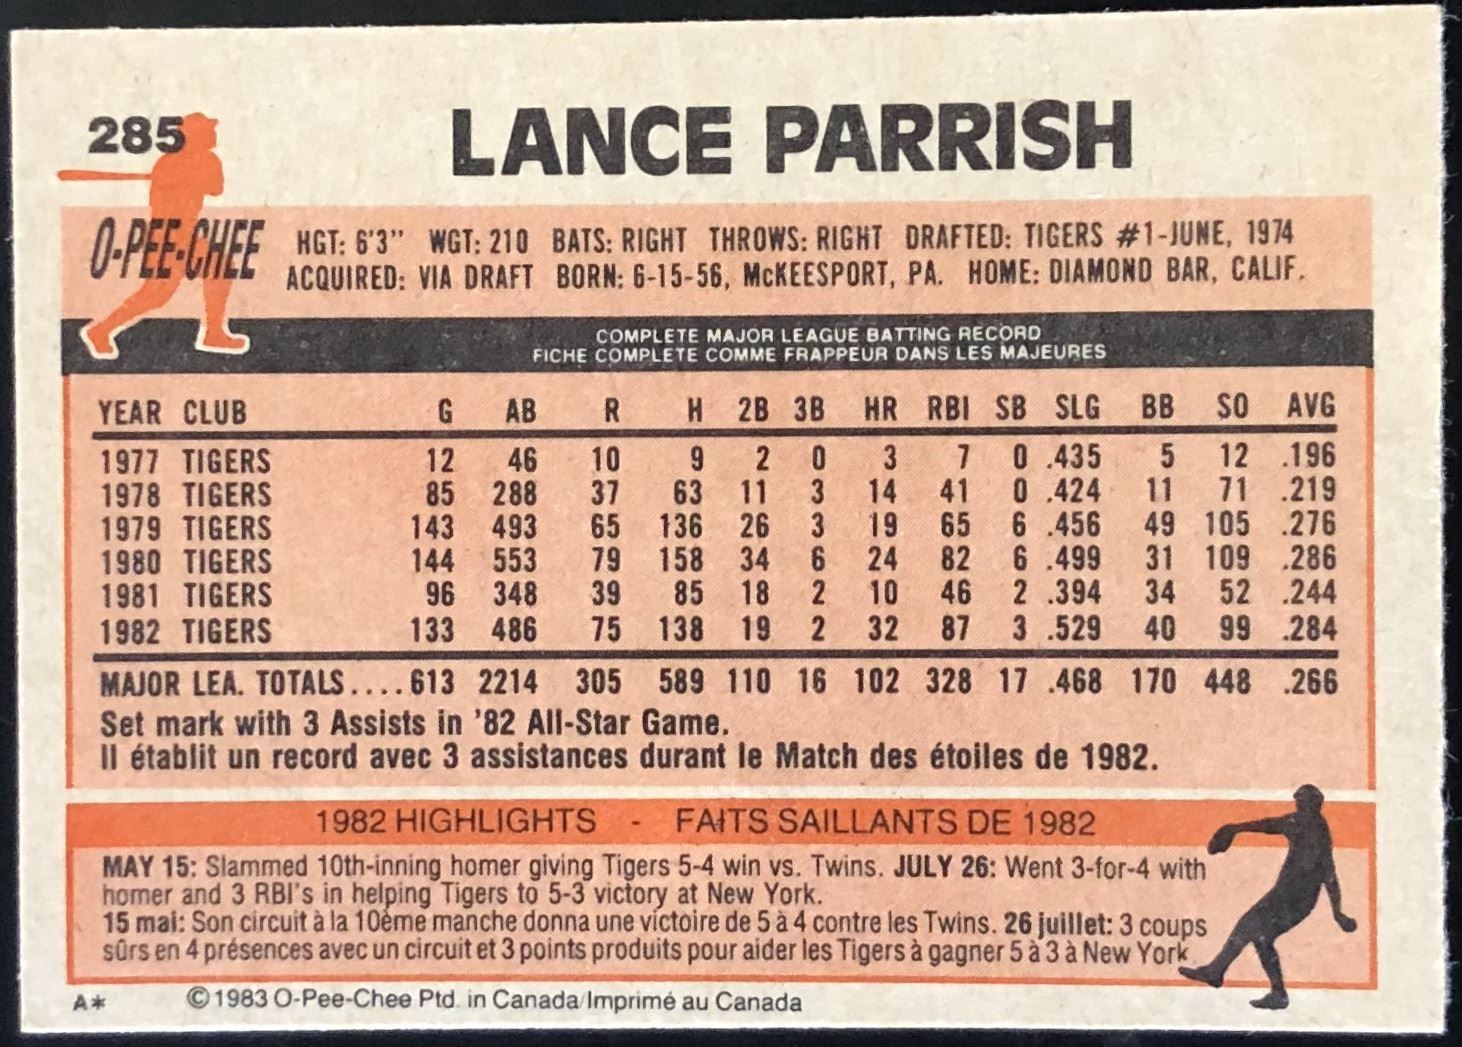 285
LANCE PARRISH
O-PEE-CHEE
HGT: 6'3" WGT: 210 BATS: RIGHT THROWS: RIGHT DRAFTED: TIGERS #1-JUNE, 1974
ACQUIRED: VIA DRAFT BORN: 6-15-56, McKEESPORT, PA. HOME: DIAMOND BAR, CALIF.
COMPLETE MAJOR LEAGUE BATTING RECORD
FICHE COMPLETE COMME FRAPPEUR DANS LES MAJEURES
YEAR CLUB G AB R H 2B 3B HR RBI SB SLG BB SO AVG
1977 TIGERS 12 46 10 9 2 0 3 7 0 .435 5 12 .196
1978 TIGERS 85 288 37 63 11 3 14 41 0 .424 11 71 .219
1979 TIGERS 143 493 65 136 26 3 19 65 6 .456 49 105 .276
1980 TIGERS 144 553 79 158 34 6 24 82 6 .499 31 109 .286
1981 TIGERS 96 348 39 85 18 2 10 46 2 .394 34 52 .244
1982 TIGERS 133 486 75 138 19 2 32 87 3 .529 40 99 .284
MAJOR LEA. TOTALS....613 2214 305 589 110 16 102 328 17 .468 170 448 .266
Set mark with 3 Assists in '82 All-Star Game.
Il établit un record avec 3 assistances durant le Match des étoiles de 1982.
1982 HIGHLIGHTS - FAITS SAILLANTS DE 1982
MAY 15: Slammed 10th-inning homer giving Tigers 5-4 win vs. Twins. JULY 26: Went 3-for-4 with
homer and 3 RBI's in helping Tigers to 5-3 victory at New York.
15 mai: Son circuit à la 10ème manche donna une victoire de 5 à 4 contre les Twins. 26 juillet: 3 coups
sûrs en 4 présences avec un circuit et 3 points produits pour aider les Tigers à gagner 5 à 3 à New York
A* ©1983 O-Pee-Chee Ptd. in Canada/Imprimé au Canada